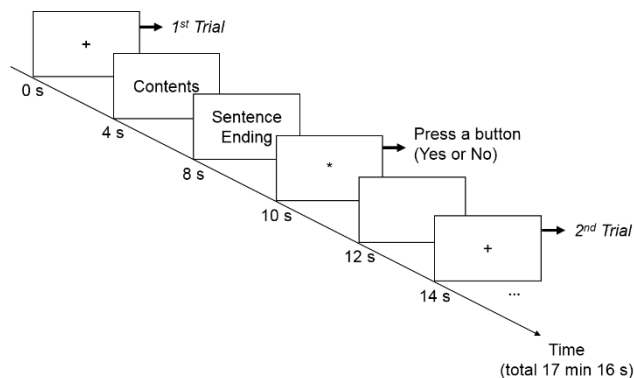 +
1st Trial
0 s
Contents
4 s
Sentence
Ending
8 s
*
Press a button
(Yes or No)
10 s
12 s
+
2nd Trial
14 s
...
Time
(total 17 min 16 s)